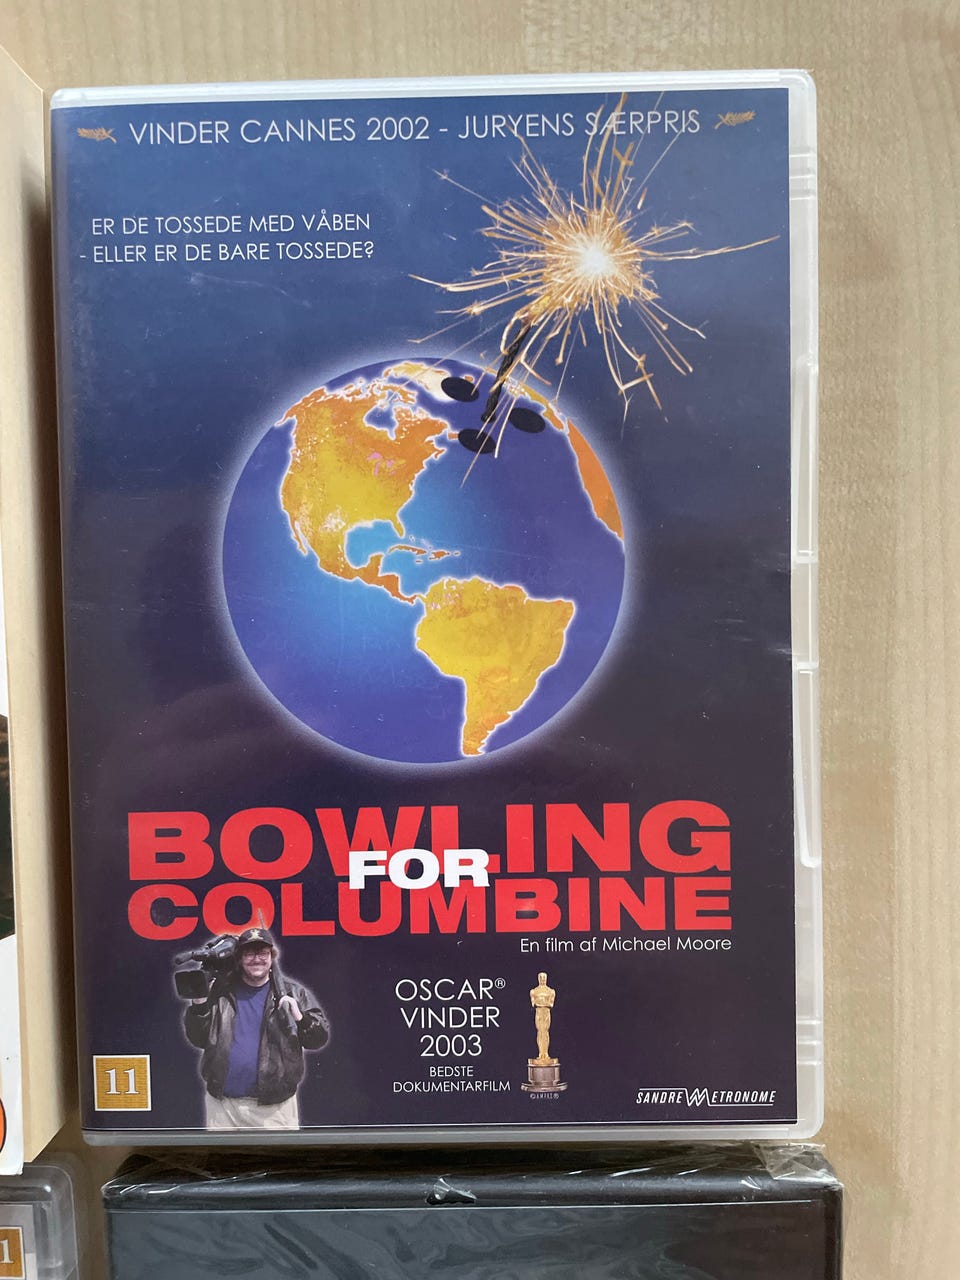 VINDER CANNES 2002 - JURYENS SÆRPRIS
ER DE TOSSEDE MED VÅBEN
- ELLER ER DE BARE TOSSEDE?
BOWLING
FOR
COLUMBINE
En film af Michael Moore
OSCAR®
VINDER
2003
BEDSTE
DOKUMENTARFILM
©A.M.P.A.S.®
11
SANDREW METRONOME